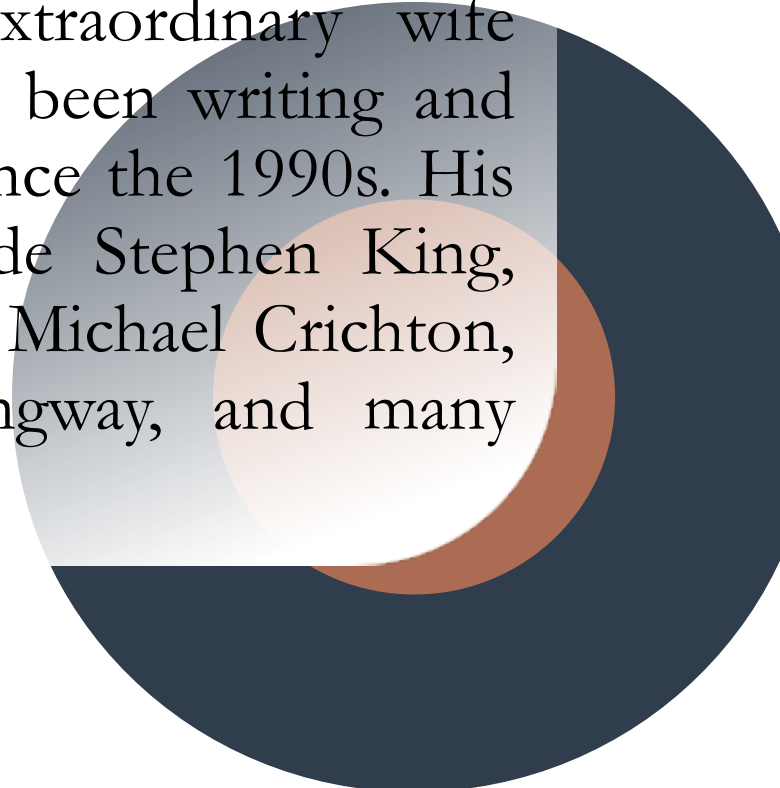 xtraordinary wife
been writing and
nce the 1990s. His
de Stephen King,
Michael Crichton,
ngway, and many